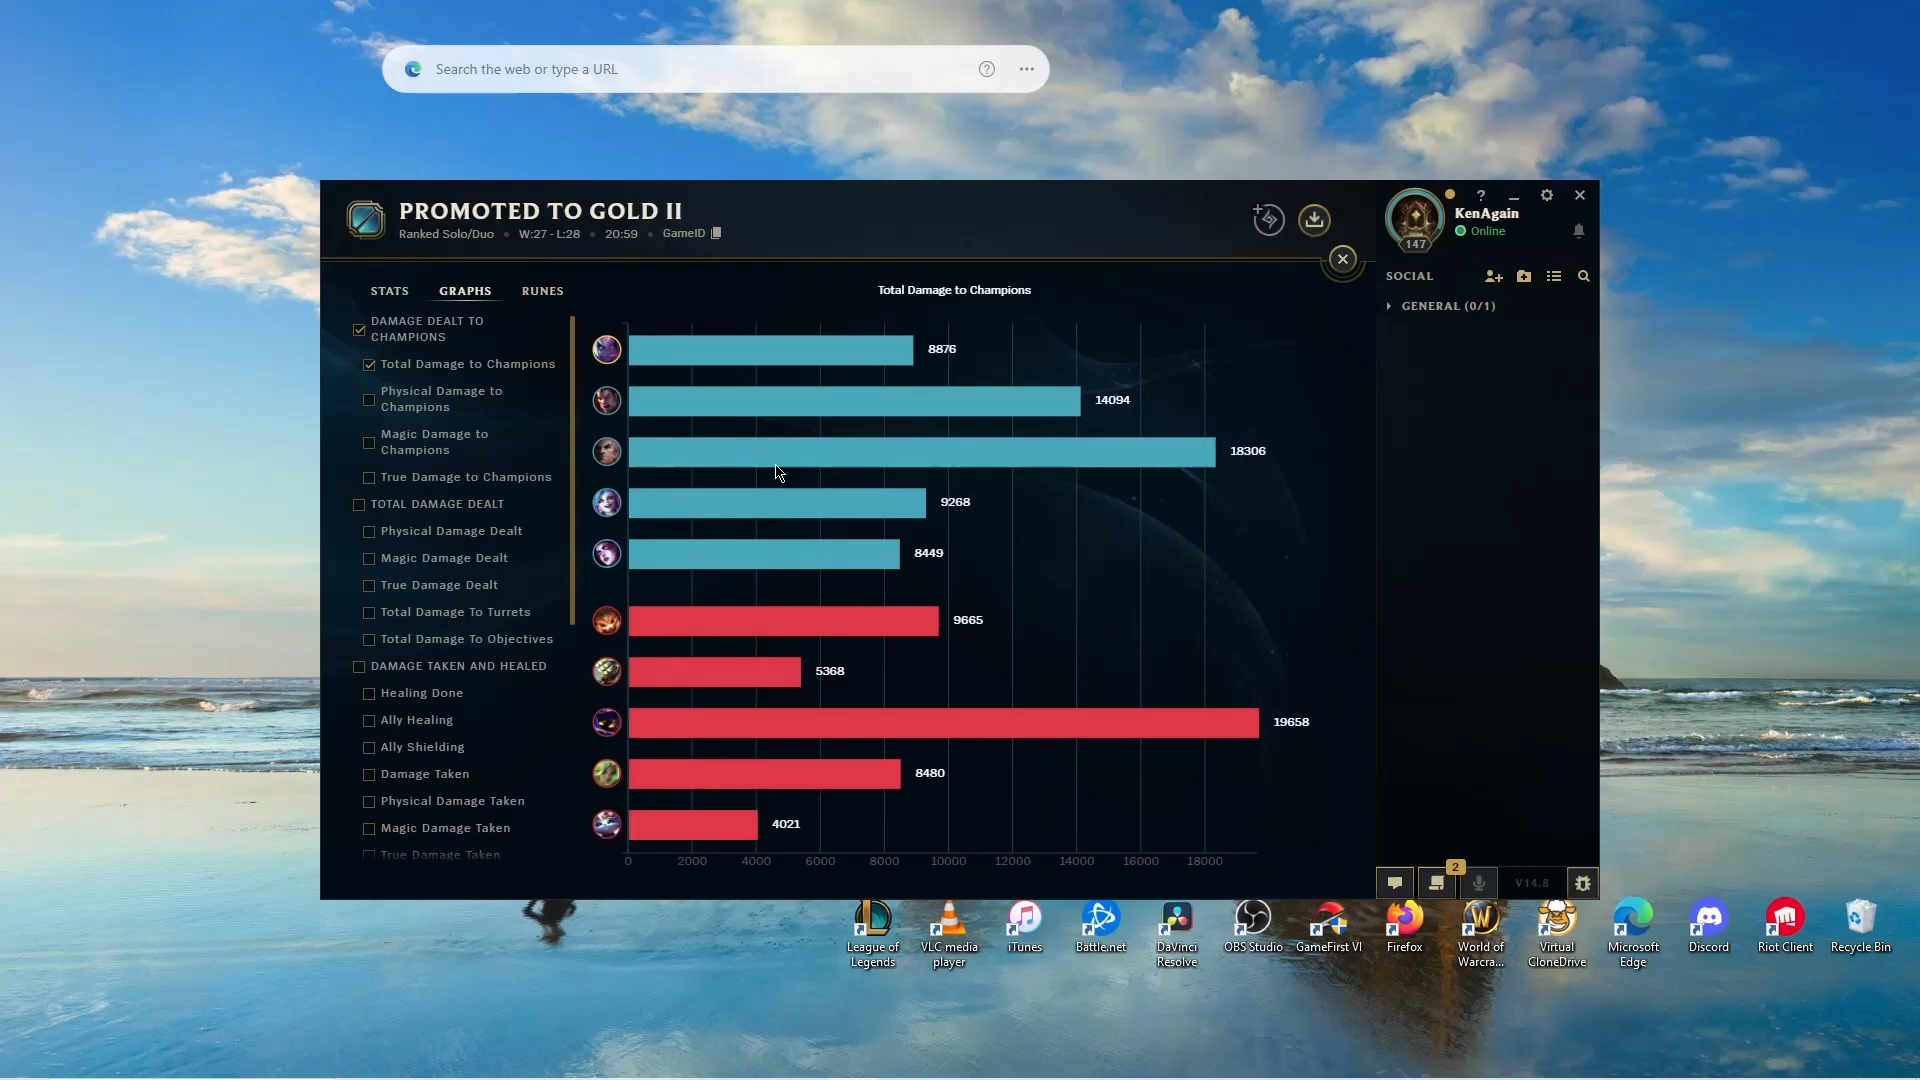 Search the web or type a URL
PROMOTED TO GOLD II
Ranked Solo/Duo • W:27 - L:28 • 20:59 • GameID
KenAgain
Online
147
SOCIAL
GENERAL (0/1)
STATS
GRAPHS
RUNES
DAMAGE DEALT TO
CHAMPIONS
Total Damage to Champions
Physical Damage to
Champions
Magic Damage to
Champions
True Damage to Champions
TOTAL DAMAGE DEALT
Physical Damage Dealt
Magic Damage Dealt
True Damage Dealt
Total Damage To Turrets
Total Damage To Objectives
DAMAGE TAKEN AND HEALED
Healing Done
Ally Healing
Ally Shielding
Damage Taken
Physical Damage Taken
Magic Damage Taken
True Damage Taken
Total Damage to Champions
8876
14094
18306
9268
8449
9665
5368
19658
8480
4021
0 2000 4000 6000 8000 10000 12000 14000 16000 18000
2
V14.8
League of
Legends
VLC media
player
iTunes
Battle.net
DaVinci
Resolve
OBS Studio
GameFirst VI
Firefox
World of
Warcra...
Virtual
CloneDrive
Microsoft
Edge
Discord
Riot Client
Recycle Bin